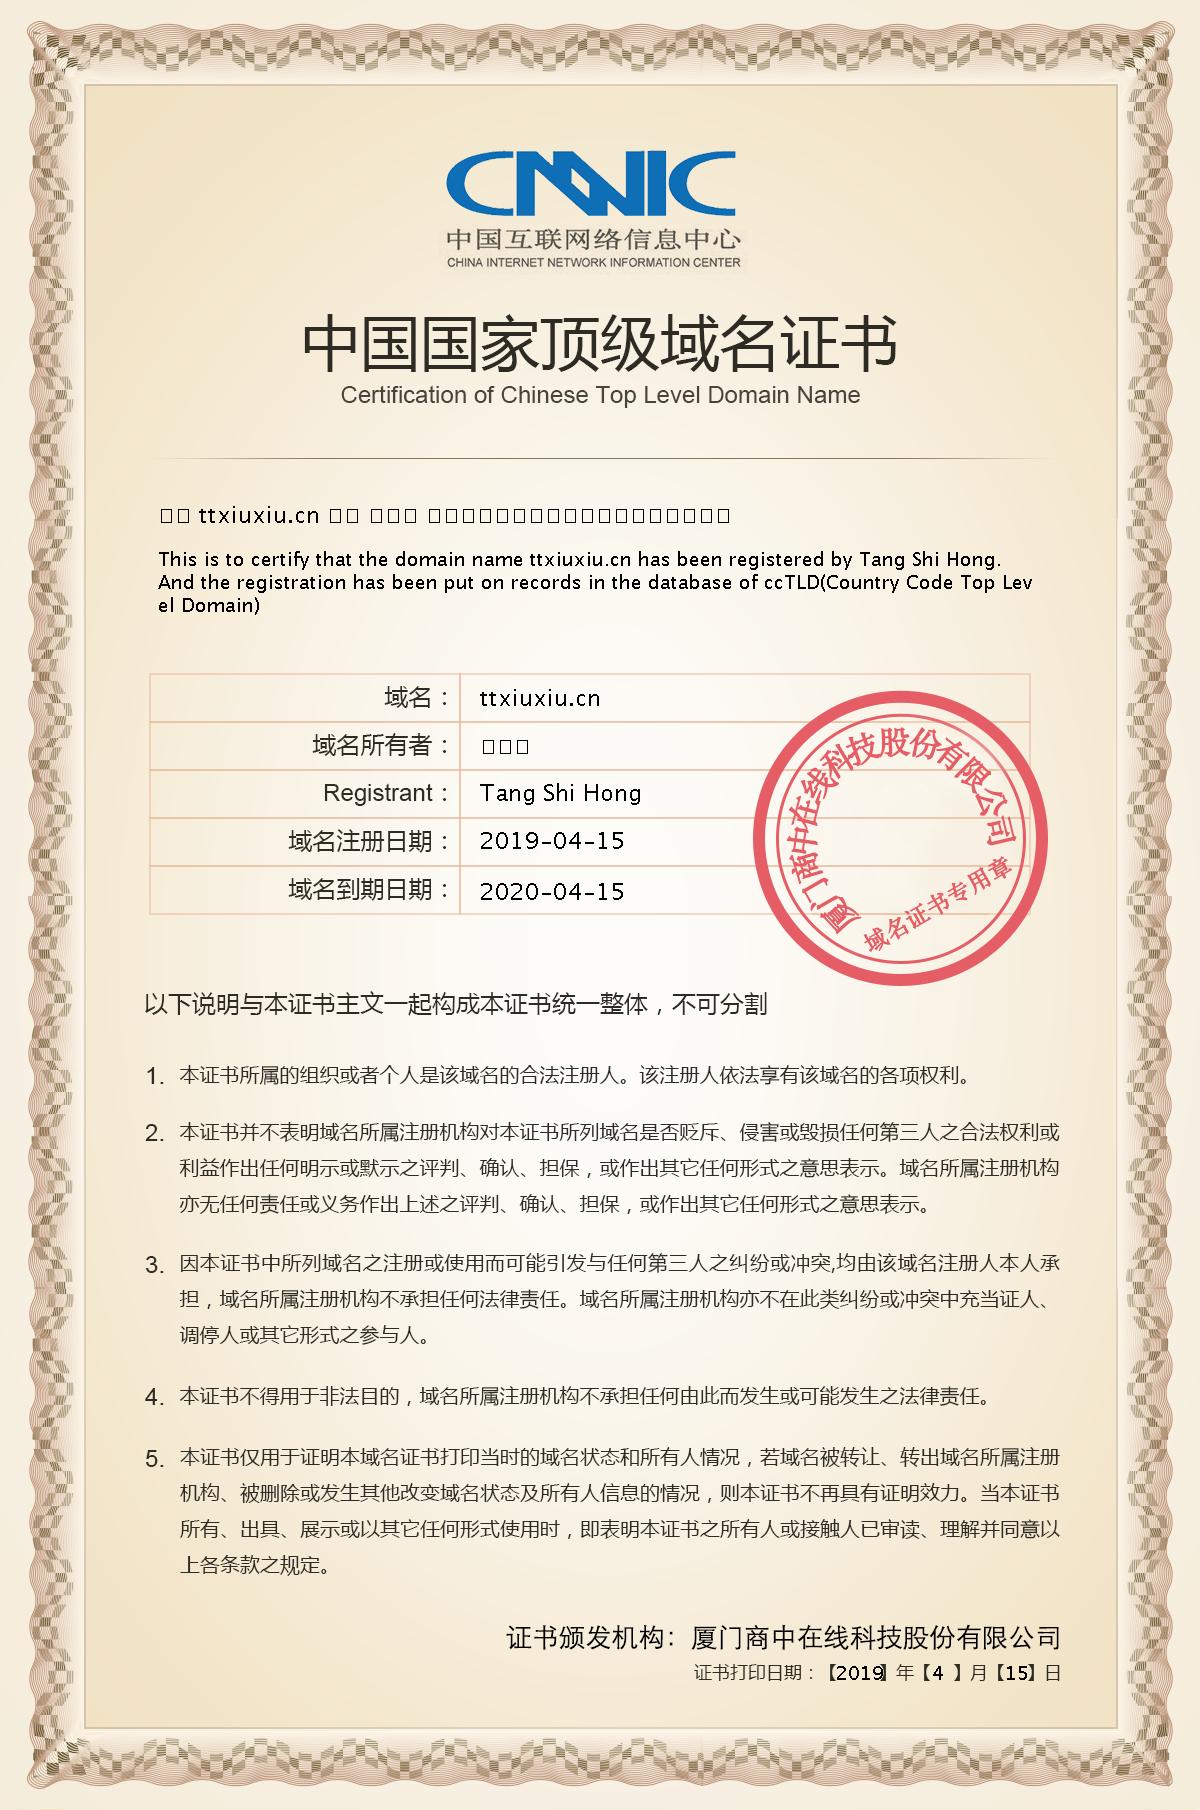 CNNIC
中国互联网络信息中心
CHINA INTERNET NETWORK INFORMATION CENTER
中国国家顶级域名证书
Certification of Chinese Top Level Domain Name
□□ ttxiuxiu.cn □□ □□□ □□□□□□□□□□□□□□□□□□
This is to certify that the domain name ttxiuxiu.cn has been registered by Tang Shi Hong.
And the registration has been put on records in the database of ccTLD(Country Code Top Lev
el Domain)
域名： ttxiuxiu.cn
域名所有者： □□□
Registrant： Tang Shi Hong
域名注册日期： 2019-04-15
域名到期日期： 2020-04-15
厦门商中在线科技股份有限公司
域名证书专用章
以下说明与本证书主文一起构成本证书统一整体，不可分割
1. 本证书所属的组织或者个人是该域名的合法注册人。该注册人依法享有该域名的各项权利。
2. 本证书并不表明域名所属注册机构对本证书所列域名是否贬斥、侵害或毁损任何第三人之合法权利或
利益作出任何明示或默示之评判、确认、担保，或作出其它任何形式之意思表示。域名所属注册机构
亦无任何责任或义务作出上述之评判、确认、担保，或作出其它任何形式之意思表示。
3. 因本证书中所列域名之注册或使用而可能引发与任何第三人之纠纷或冲突,均由该域名注册人本人承
担，域名所属注册机构不承担任何法律责任。域名所属注册机构亦不在此类纠纷或冲突中充当证人、
调停人或其它形式之参与人。
4. 本证书不得用于非法目的，域名所属注册机构不承担任何由此而发生或可能发生之法律责任。
5. 本证书仅用于证明本域名证书打印当时的域名状态和所有人情况，若域名被转让、转出域名所属注册
机构、被删除或发生其他改变域名状态及所有人信息的情况，则本证书不再具有证明效力。当本证书
所有、出具、展示或以其它任何形式使用时，即表明本证书之所有人或接触人已审读、理解并同意以
上各条款之规定。
证书颁发机构：厦门商中在线科技股份有限公司
证书打印日期：【2019】年【4 】月【15】日